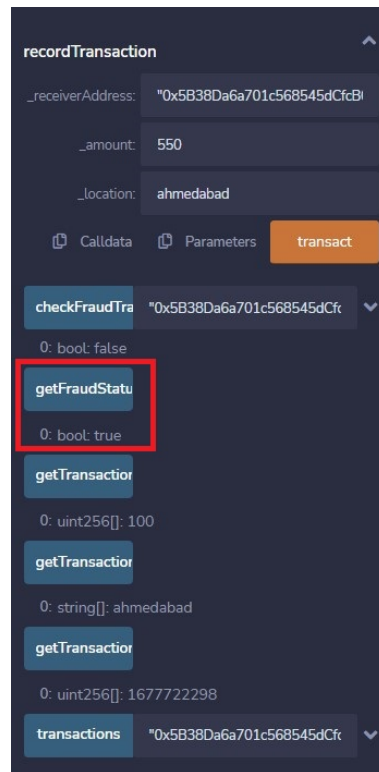 recordTransaction
_receiverAddress: "0x5B38Da6a701c568545dCfcB
_amount: 550
_location: ahmedabad
Calldata Parameters transact
checkFraudTra "0x5B38Da6a701c568545dCfc
0: bool: false
getFraudStatu
0: bool: true
getTransaction
0: uint256[]: 100
getTransaction
0: string[]: ahmedabad
getTransaction
0: uint256[]: 1677722298
transactions "0x5B38Da6a701c568545dCfc